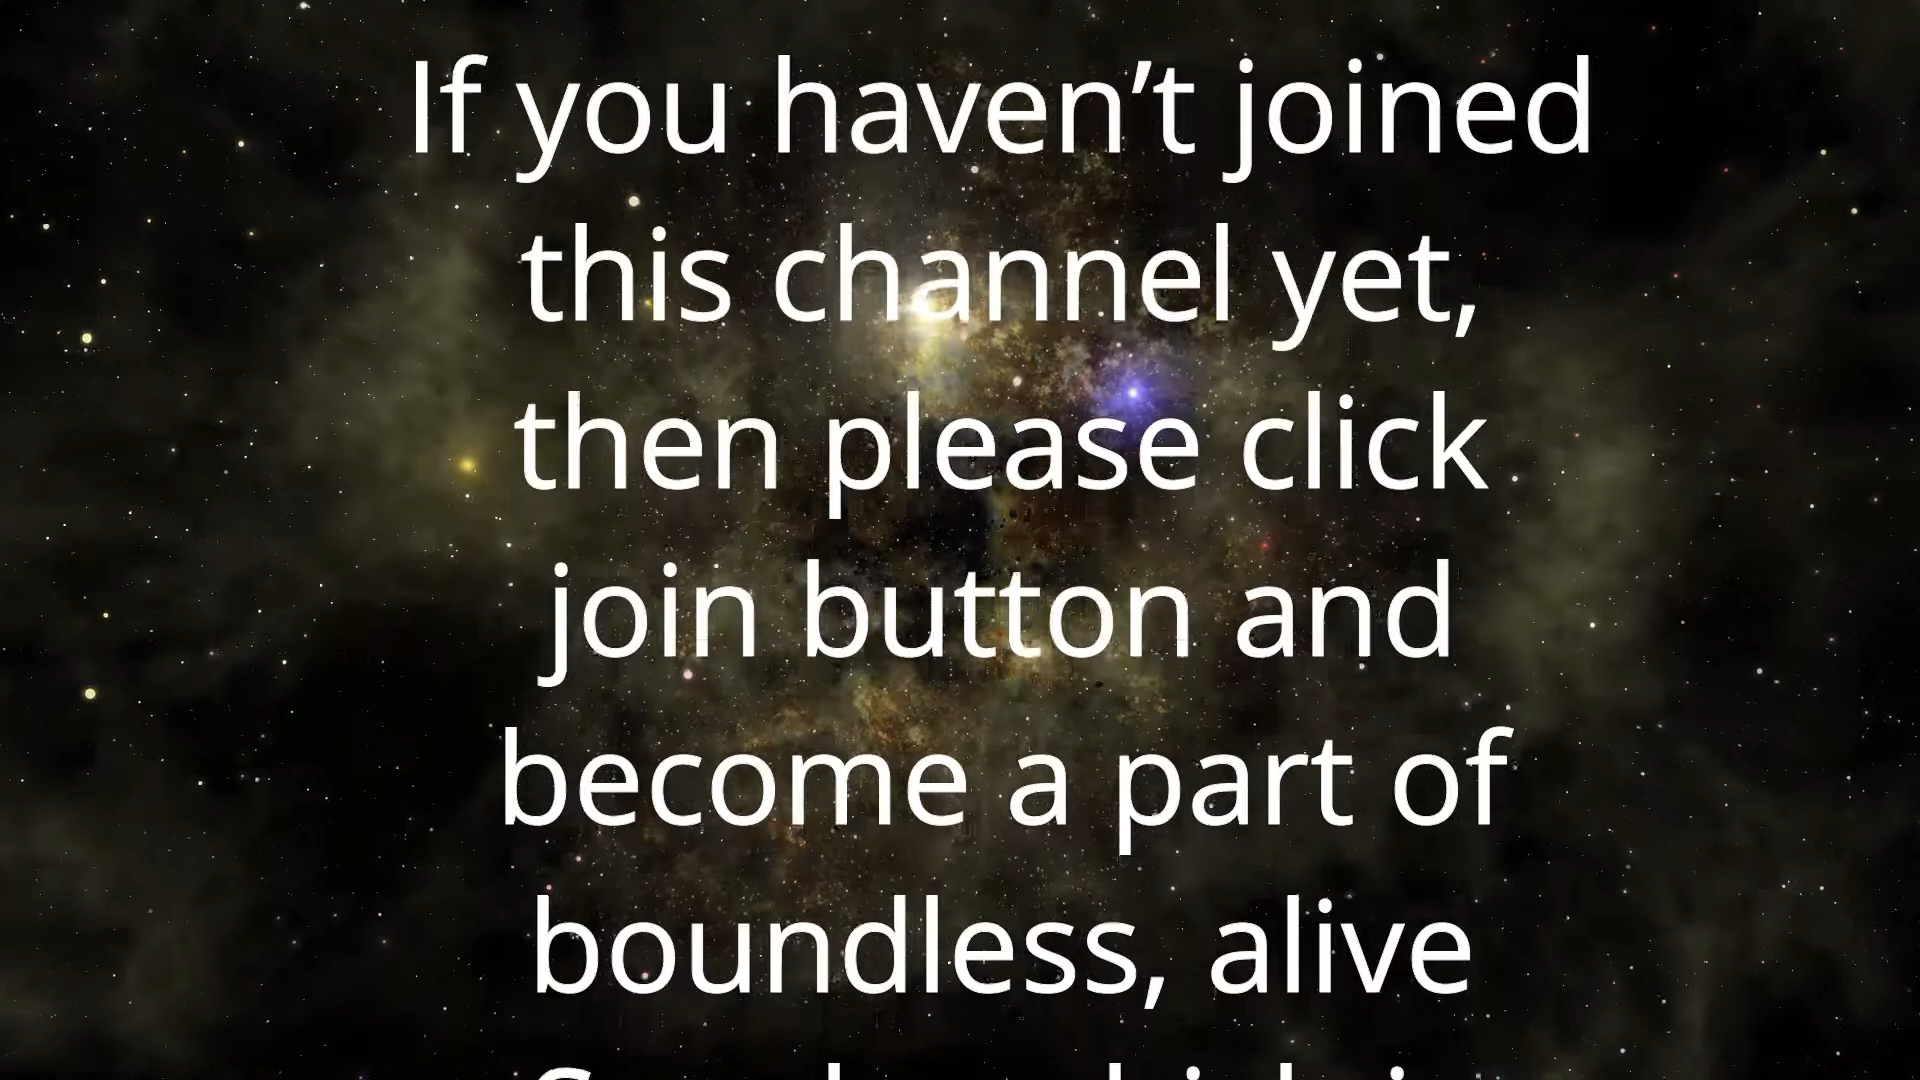 If you haven’t joined
this channel yet,
then please click
join button and
become a part of
boundless, alive